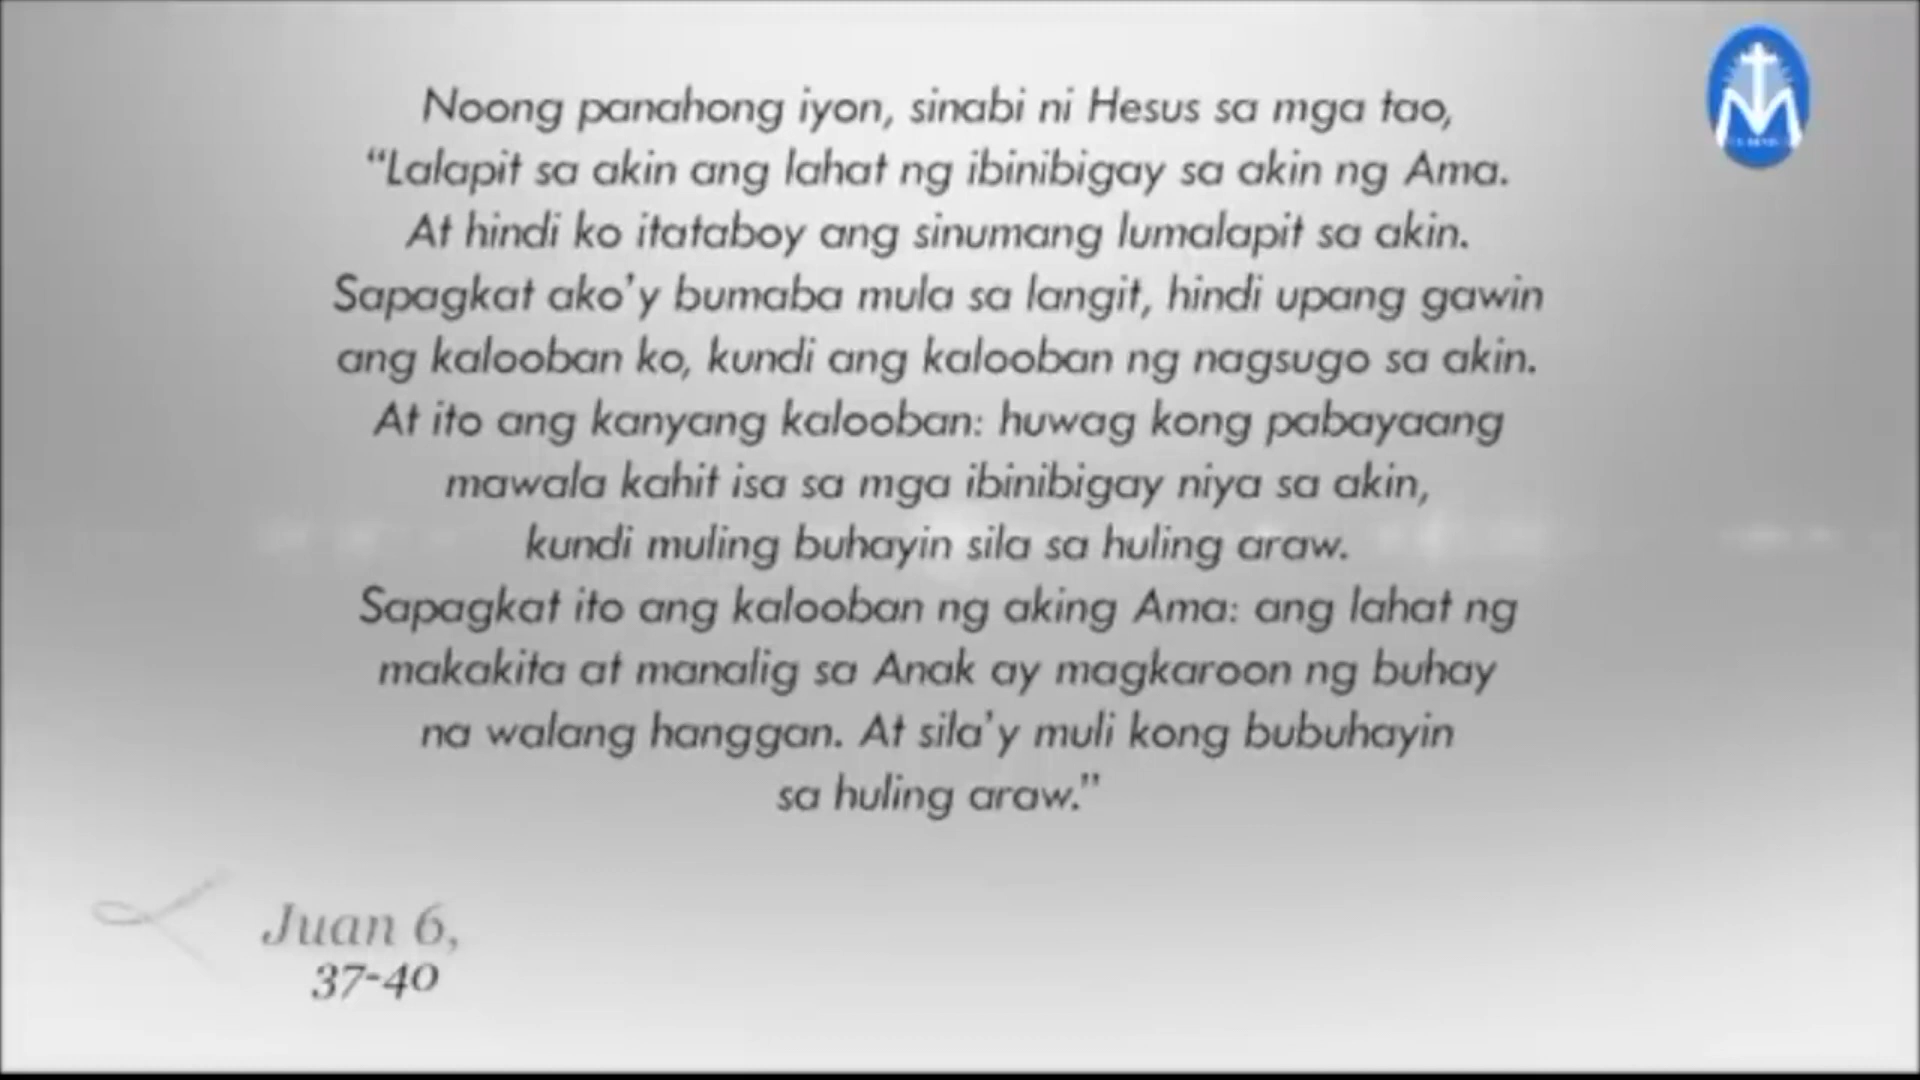 Noong panahong iyon, sinabi ni Hesus sa mga tao,
“Lalapit sa akin ang lahat ng ibinibigay sa akin ng Ama.
At hindi ko itataboy ang sinumang lumalapit sa akin.
Sapagkat ako’y bumaba mula sa langit, hindi upang gawin
ang kalooban ko, kundi ang kalooban ng nagsugo sa akin.
At ito ang kanyang kalooban: huwag kong pabayaang
mawala kahit isa sa mga ibinibigay niya sa akin,
kundi muling buhayin sila sa huling araw.
Sapagkat ito ang kalooban ng aking Ama: ang lahat ng
makakita at manalig sa Anak ay magkaroon ng buhay
na walang hanggan. At sila’y muli kong bubuhayin
sa huling araw.”
Juan 6,
37-40